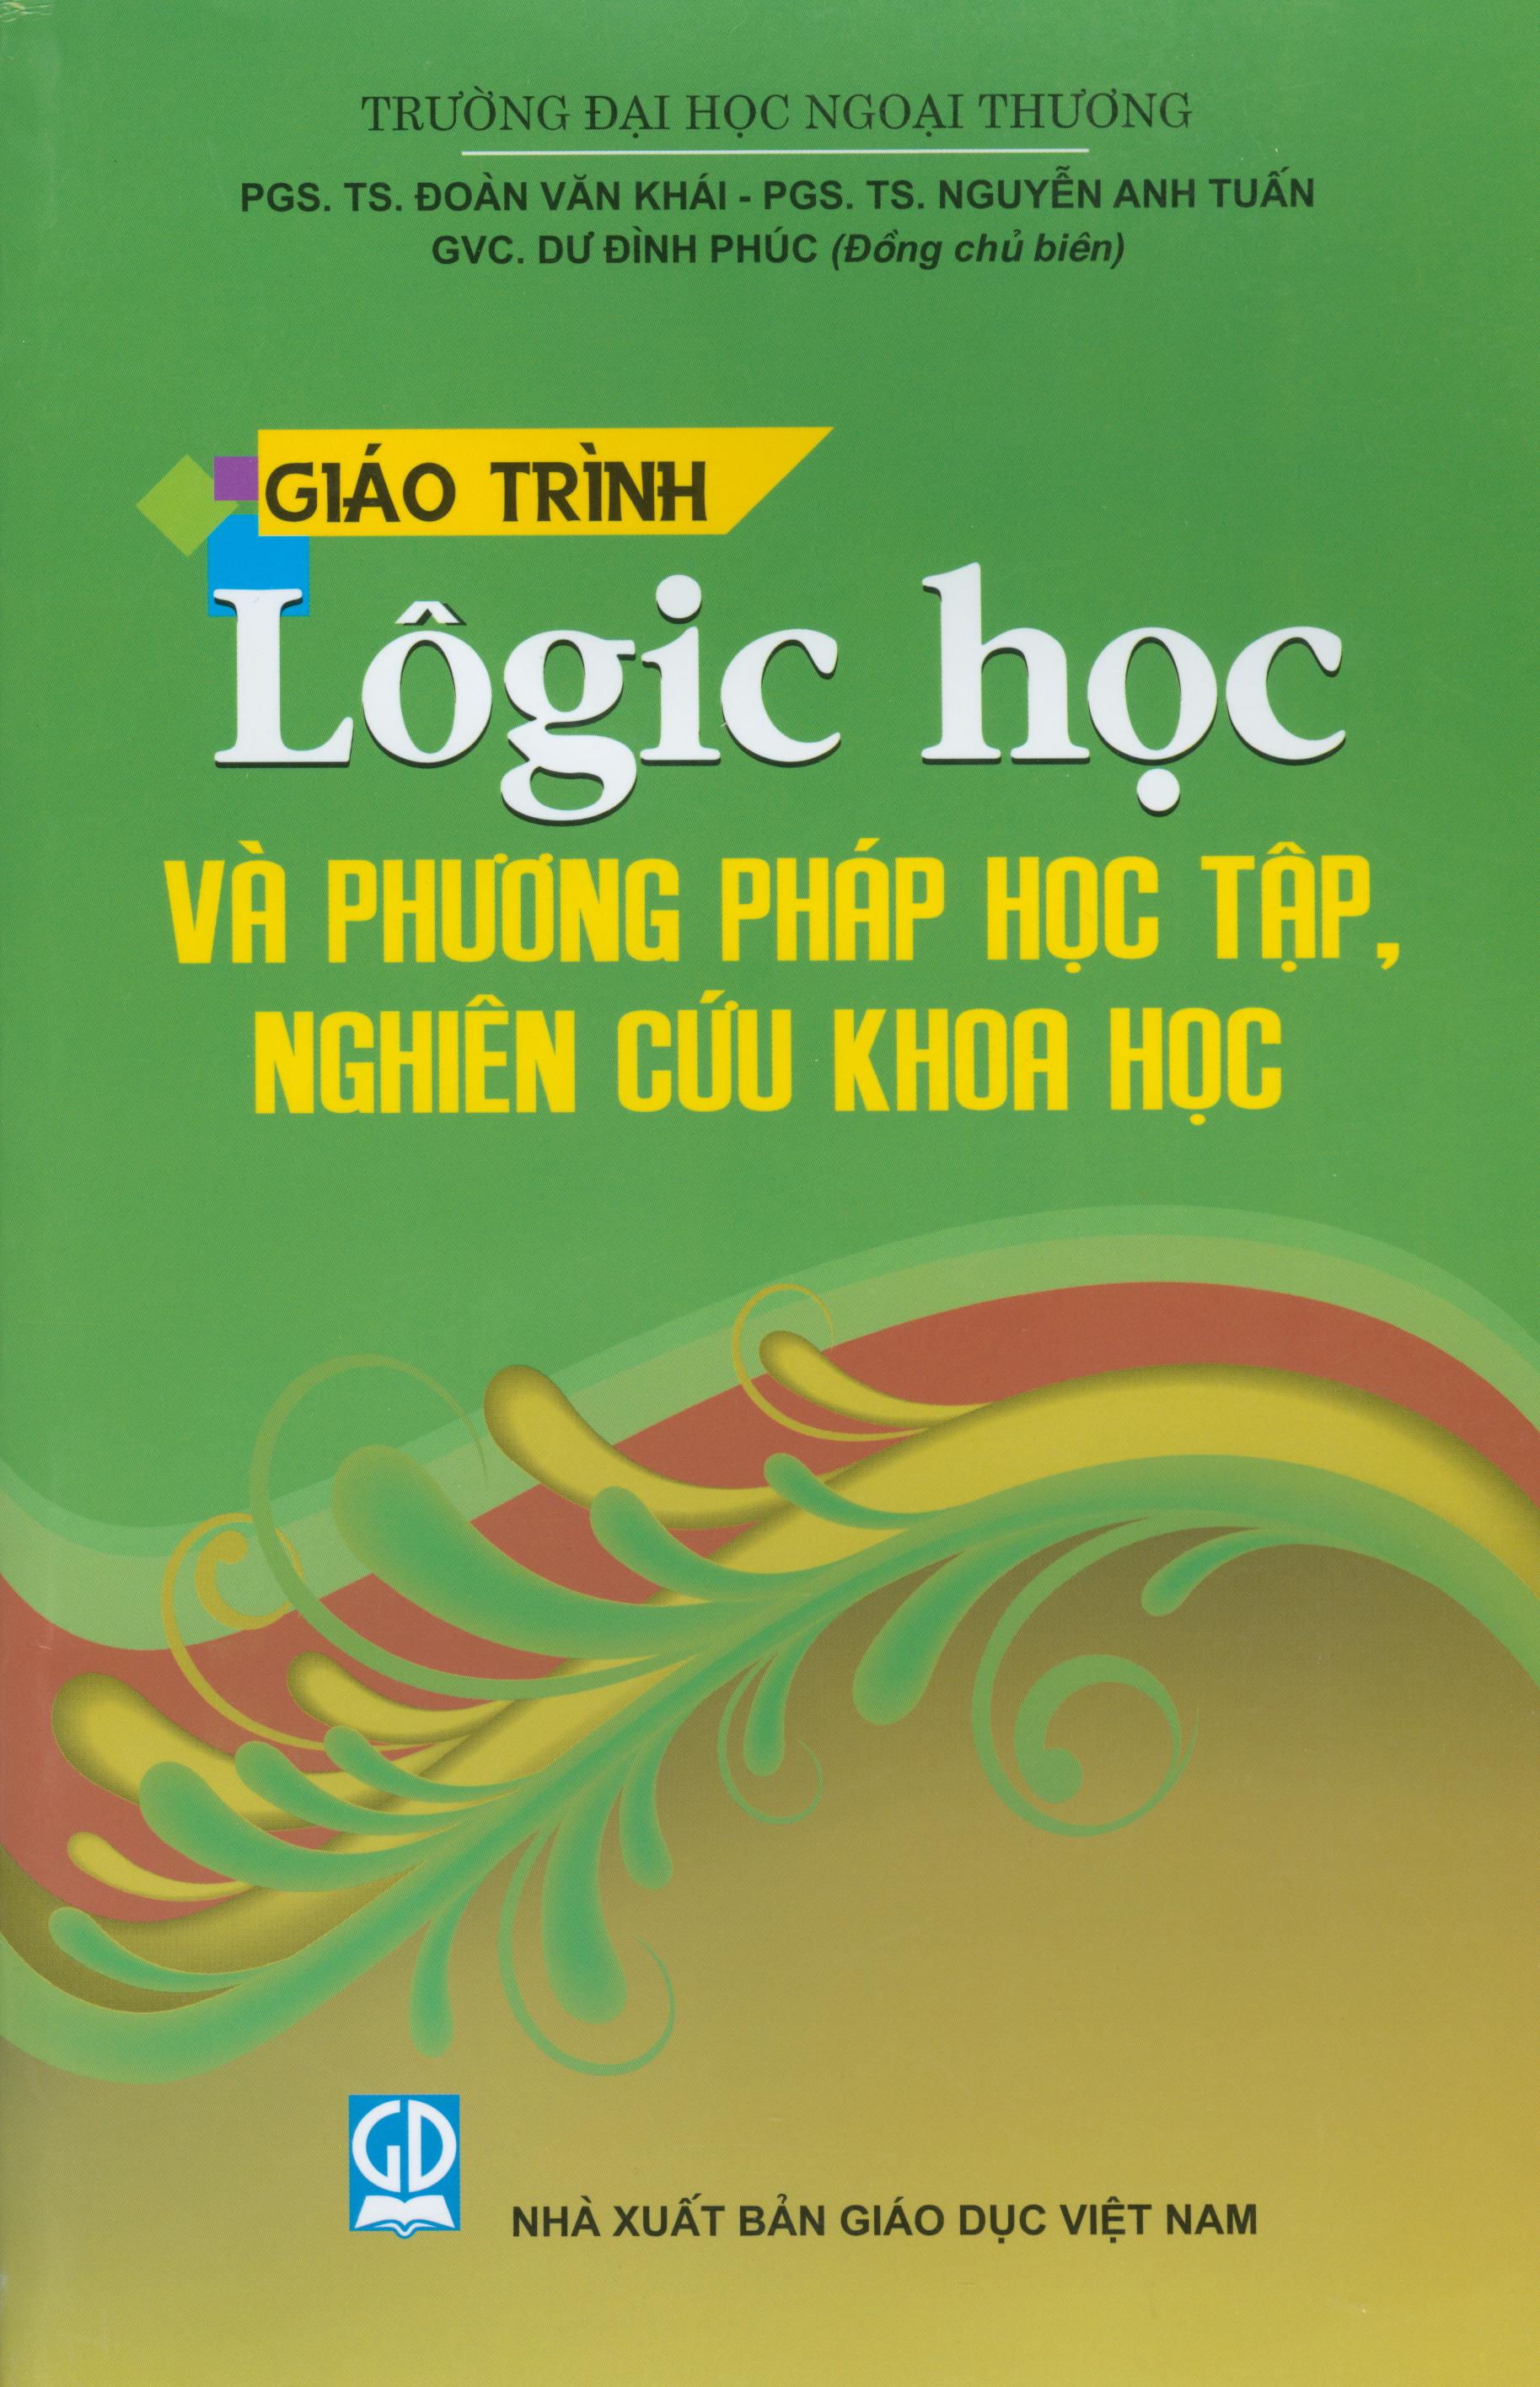 TRƯỜNG ĐẠI HỌC NGOẠI THƯƠNG
PGS. TS. ĐOÀN VĂN KHÁI - PGS. TS. NGUYỄN ANH TUẤN
GVC. DƯ ĐÌNH PHÚC (Đồng chủ biên)
GIÁO TRÌNH
Lôgic học
VÀ PHƯƠNG PHÁP HỌC TẬP,
NGHIÊN CỨU KHOA HỌC
GD
NHÀ XUẤT BẢN GIÁO DỤC VIỆT NAM